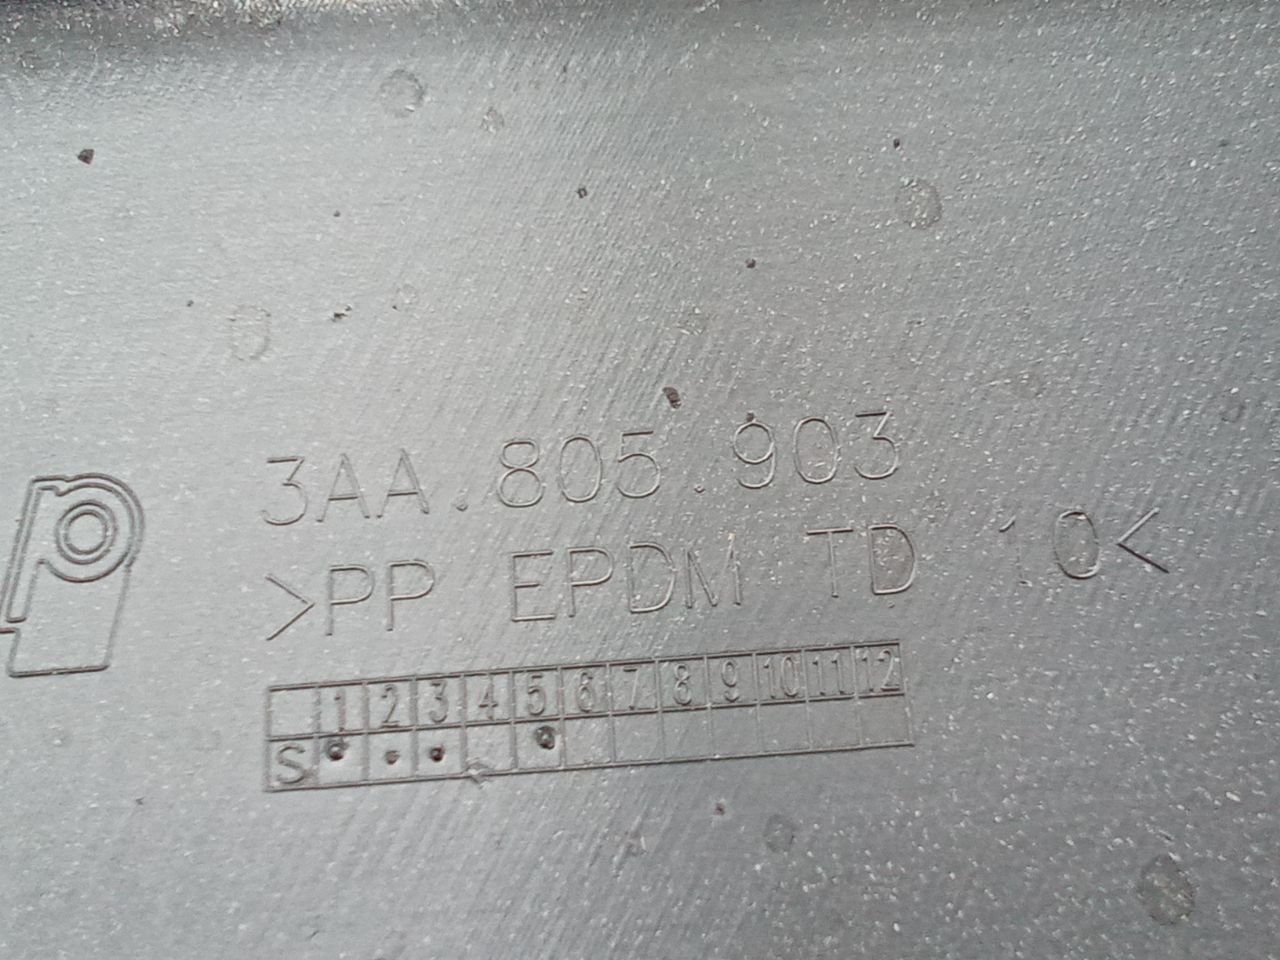 3AA.805.903
>PP EPDM TD 10<
1 2 3 4 5 6 7 8 9 10 11 12
S